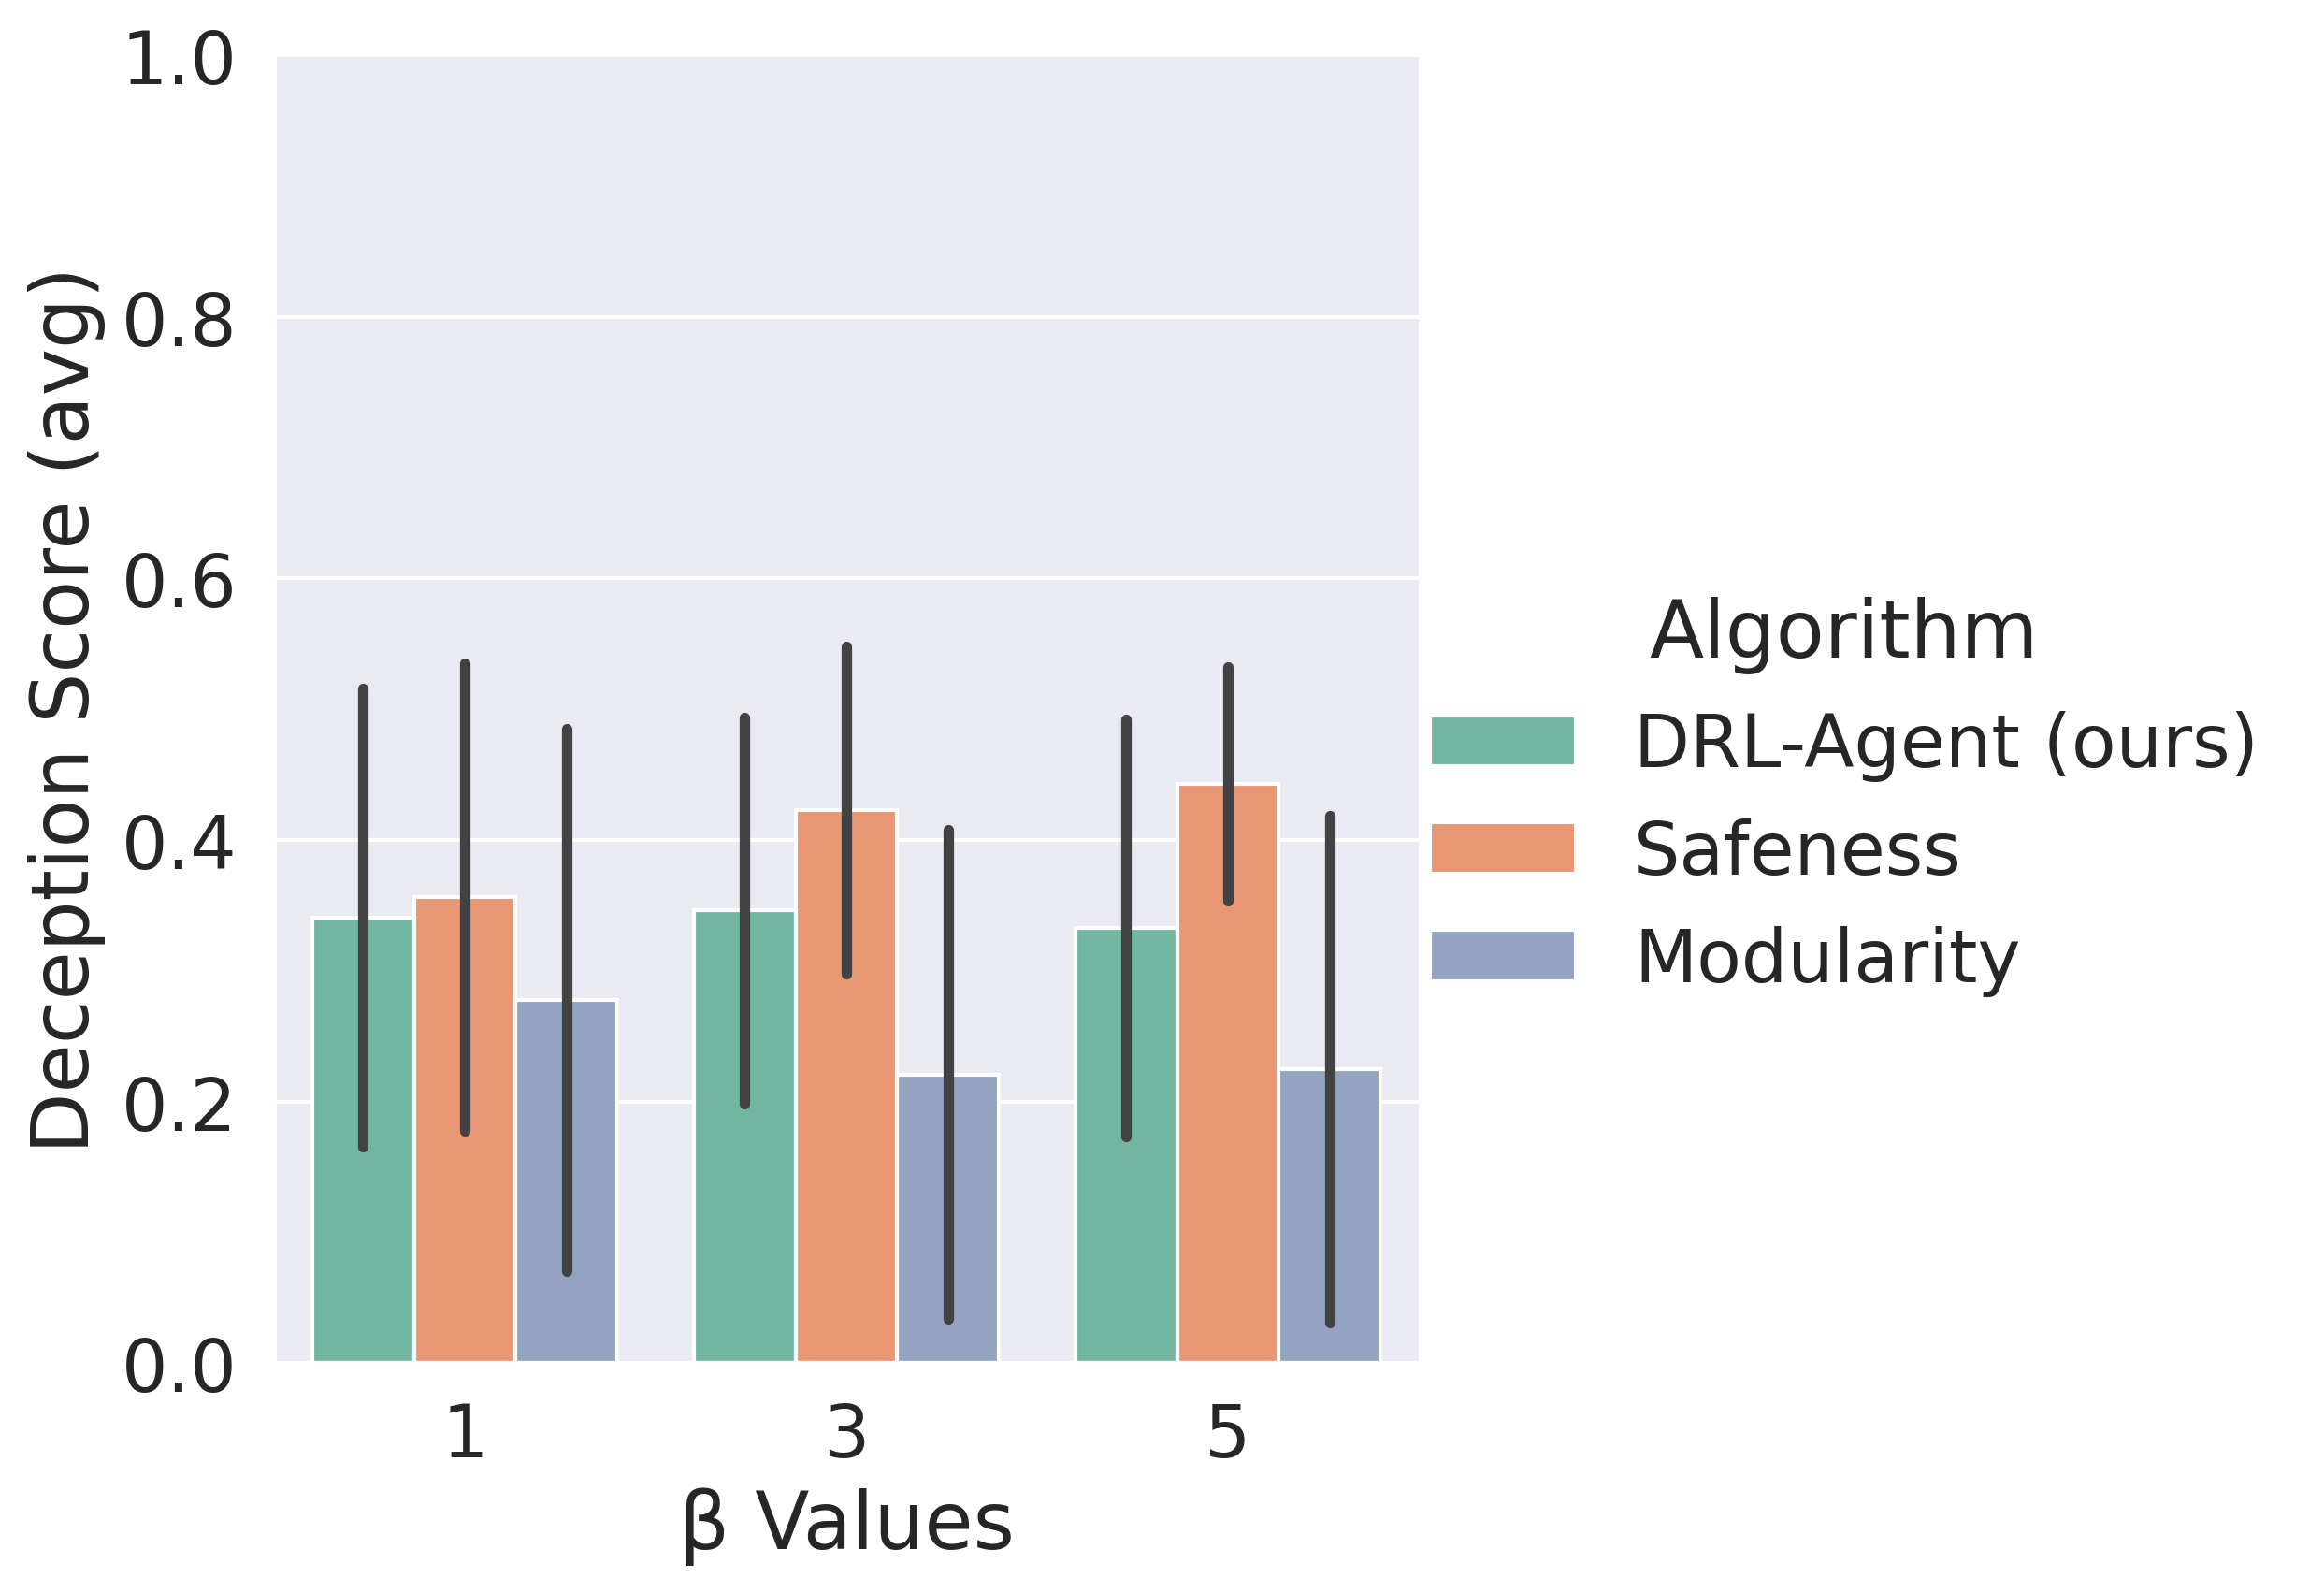 Deception Score (avg)
1.0
0.8
0.6
0.4
0.2
0.0
1 3 5
β Values
Algorithm
DRL-Agent (ours)
Safeness
Modularity